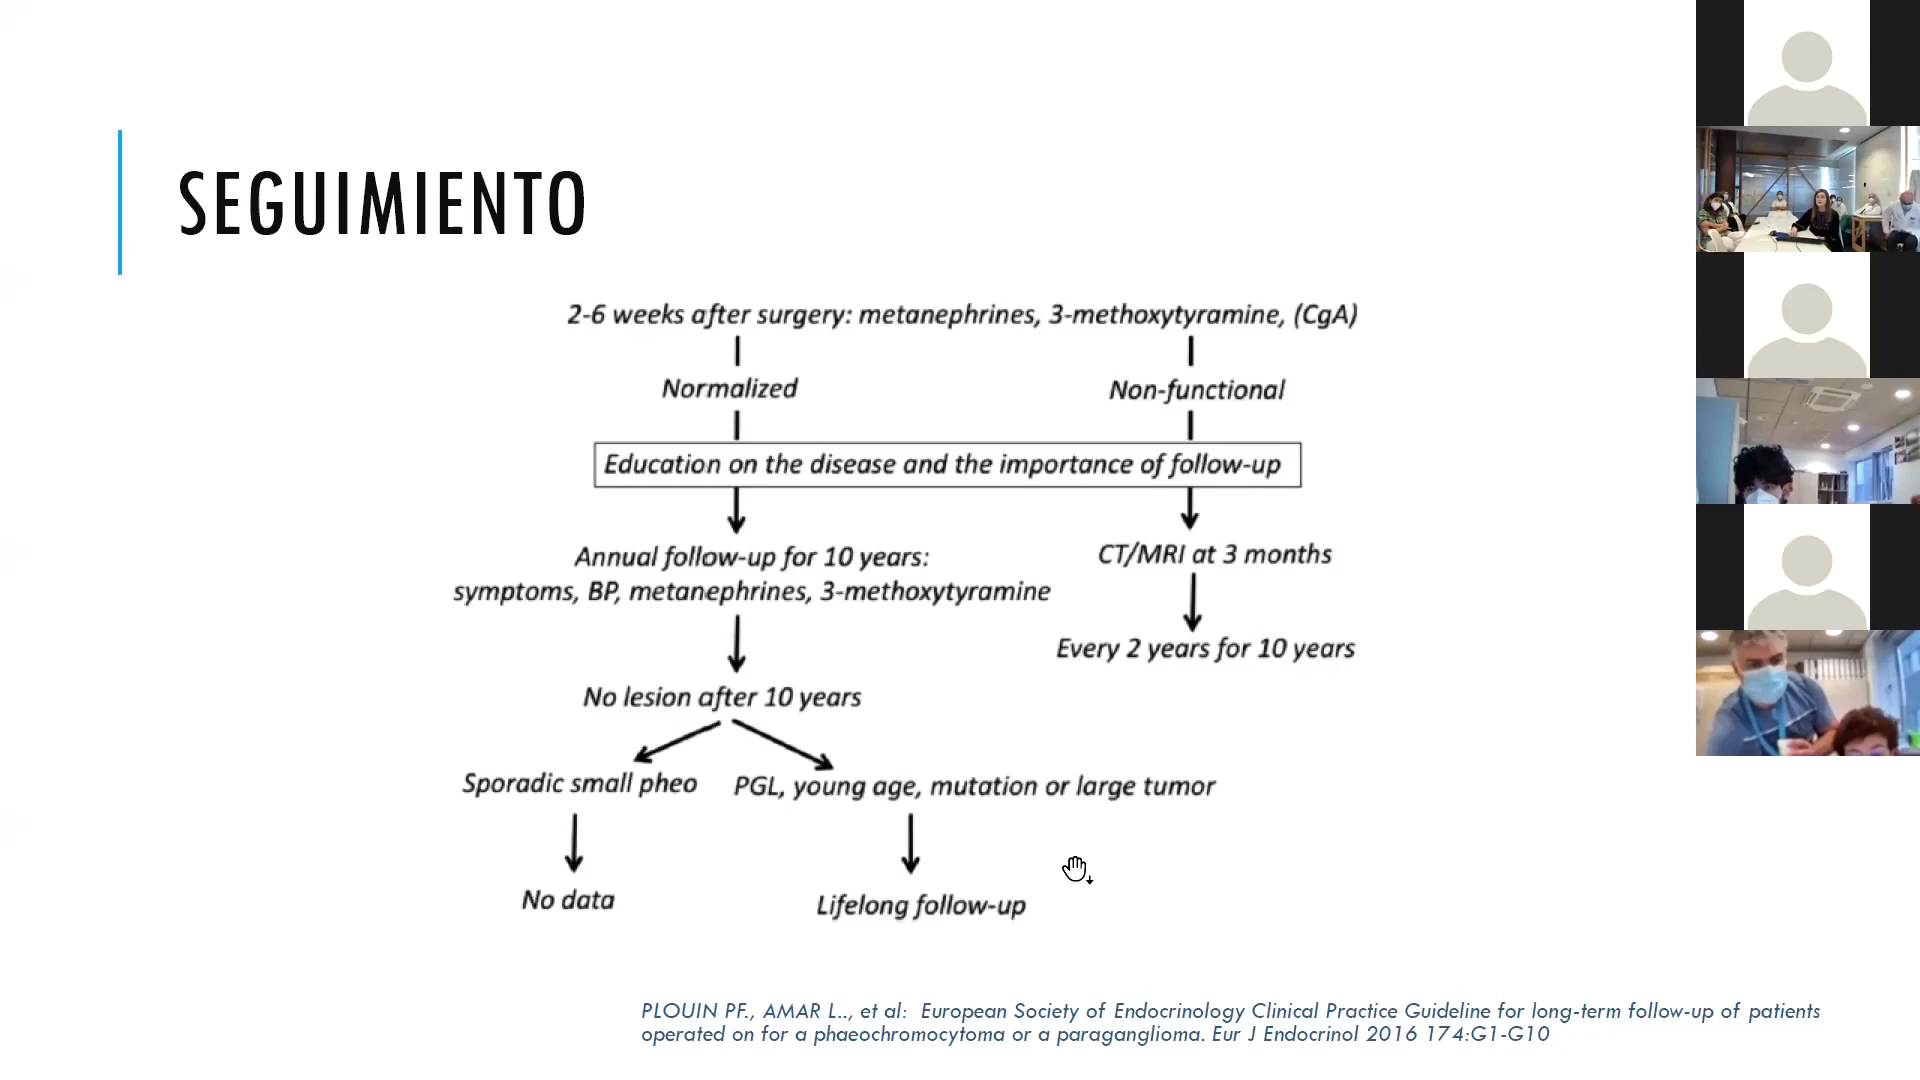 SEGUIMIENTO
2-6 weeks after surgery: metanephrines, 3-methoxytyramine, (CgA)
Normalized
Non-functional
Education on the disease and the importance of follow-up
Annual follow-up for 10 years:
symptoms, BP, metanephrines, 3-methoxytyramine
CT/MRI at 3 months
Every 2 years for 10 years
No lesion after 10 years
Sporadic small pheo
PGL, young age, mutation or large tumor
No data
Lifelong follow-up
PLOUIN PF., AMAR L.., et al: European Society of Endocrinology Clinical Practice Guideline for long-term follow-up of patients
operated on for a phaeochromocytoma or a paraganglioma. Eur J Endocrinol 2016 174:G1-G10